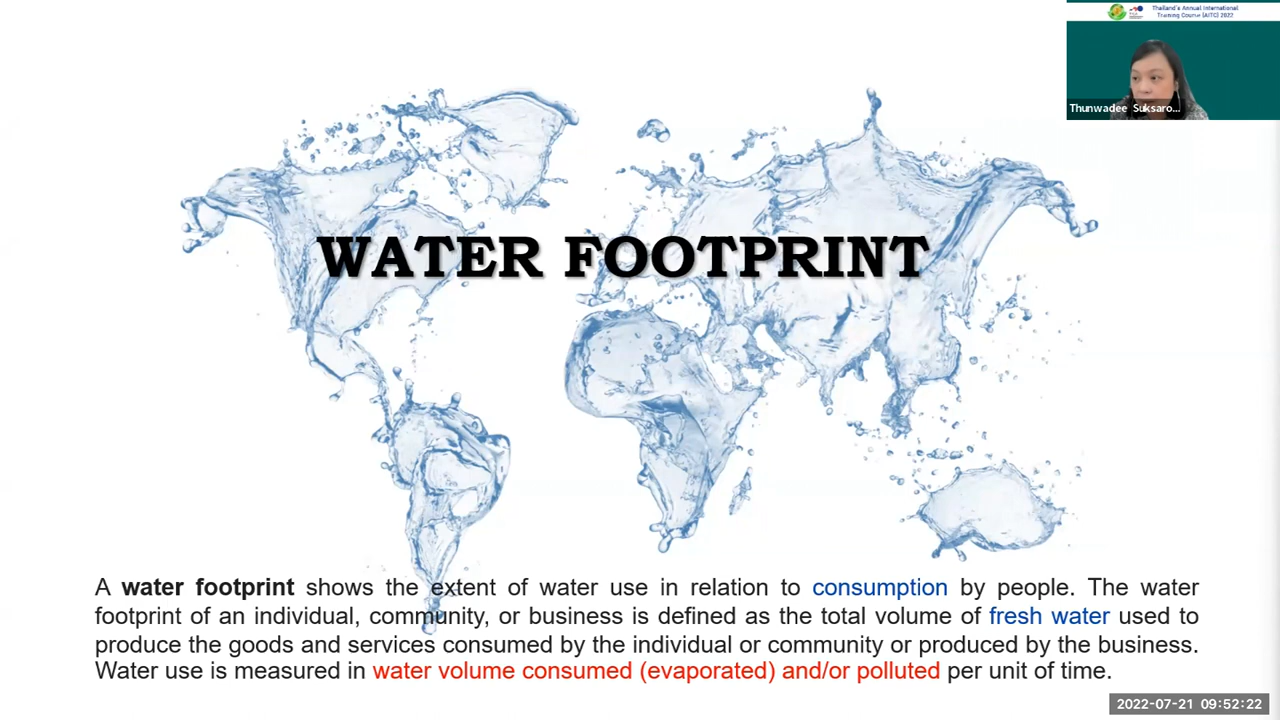 Thailand's Annual International
Training Course (AITC) 2022
Thunwadee Suksaro...
WATER FOOTPRINT
A water footprint shows the extent of water use in relation to consumption by people. The water
footprint of an individual, community, or business is defined as the total volume of fresh water used to
produce the goods and services consumed by the individual or community or produced by the business.
Water use is measured in water volume consumed (evaporated) and/or polluted per unit of time.
2022-07-21 09:52:22